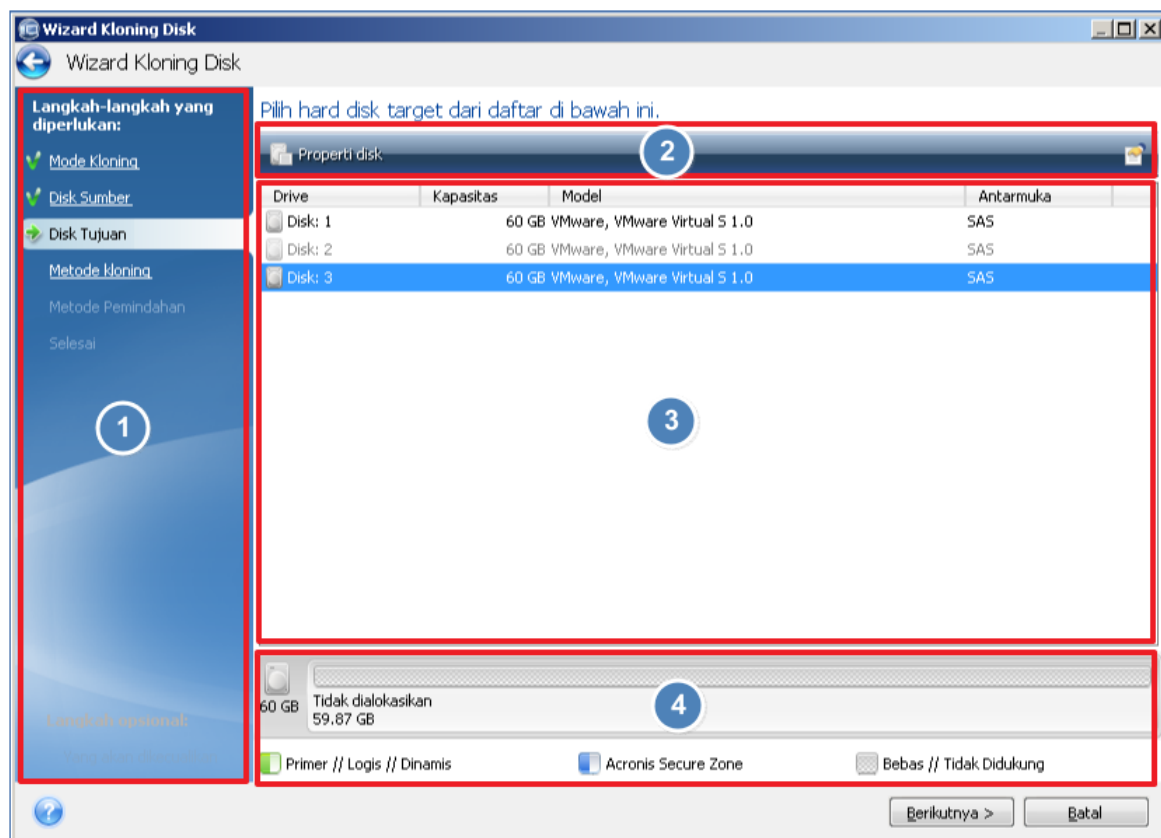 Wizard Kloning Disk
Wizard Kloning Disk
Langkah-langkah yang
diperlukan:
Mode Kloning
Disk Sumber
Disk Tujuan
Metode kloning
Metode Pemindahan
Selesai
1
Langkah opsional:
Pilih hard disk target dari daftar di bawah ini.
Properti disk
2
Drive Kapasitas Model Antarmuka
Disk: 1 60 GB VMware, VMware Virtual S 1.0 SAS
Disk: 2 60 GB VMware, VMware Virtual S 1.0 SAS
Disk: 3 60 GB VMware, VMware Virtual S 1.0 SAS
3
60 GB
Tidak dialokasikan
59.87 GB
4
Primer // Logis // Dinamis Acronis Secure Zone Bebas // Tidak Didukung
?
Berikutnya > Batal